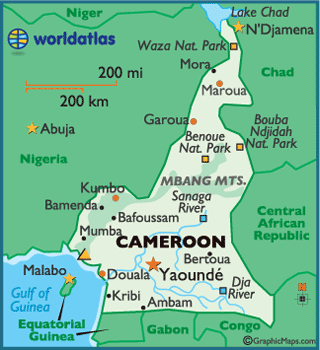 Niger
worldatlas
Lake Chad
N'Djamena
Waza Nat. Park
200 mi
200 km
Mora
Chad
Maroua
Abuja
Garoua
Bouba
Ndjidah
Nat. Park
Benoue
Nat. Park
Nigeria
MBANG MTS.
Kumbo
Sanaga
River
Bamenda
Bafoussam
Central
African
Republic
Mumba
CAMEROON
Bertoua
Malabo
Douala
Yaoundé
Gulf of
Guinea
Kribi
Dja
River
Ambam
Equatorial
Guinea
Gabon
Congo
©GraphicMaps.com